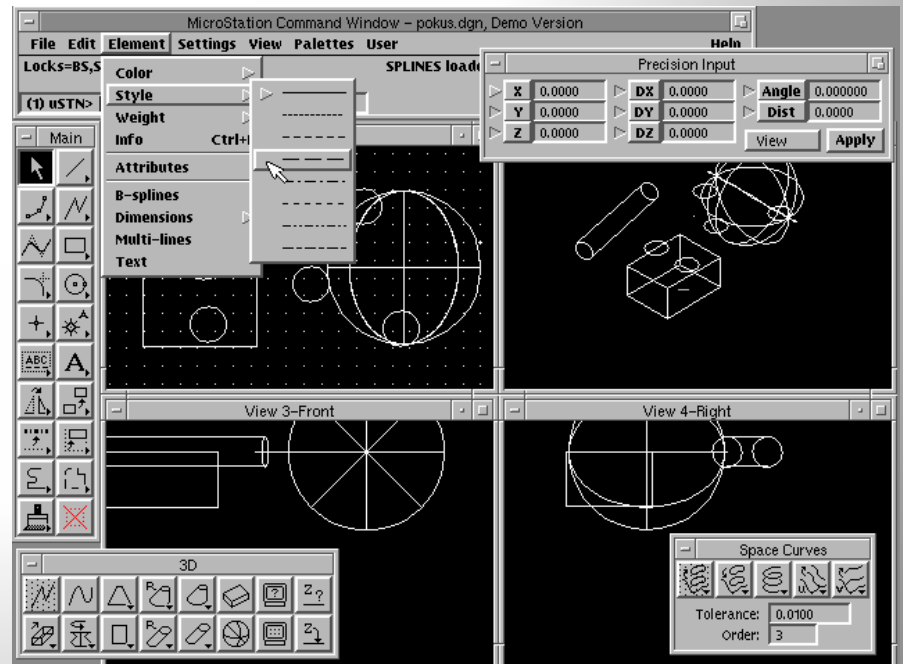 MicroStation Command Window – pokus.dgn, Demo Version
File Edit Element Settings View Palettes User Help
Locks=BS,S
SPLINES loade
(1) uSTN>
Color
Style
Weight
Info Ctrl+I
Attributes
B-splines
Dimensions
Multi-lines
Text
Precision Input
X 0.0000 DX 0.0000 Angle 0.000000
Y 0.0000 DY 0.0000 Dist 0.0000
Z 0.0000 DZ 0.0000
View Apply
Main
ABC A
View 3-Front
View 4-Right
3D
R ? Z?
R Z
Space Curves
Tolerance: 0.0100
Order: 3